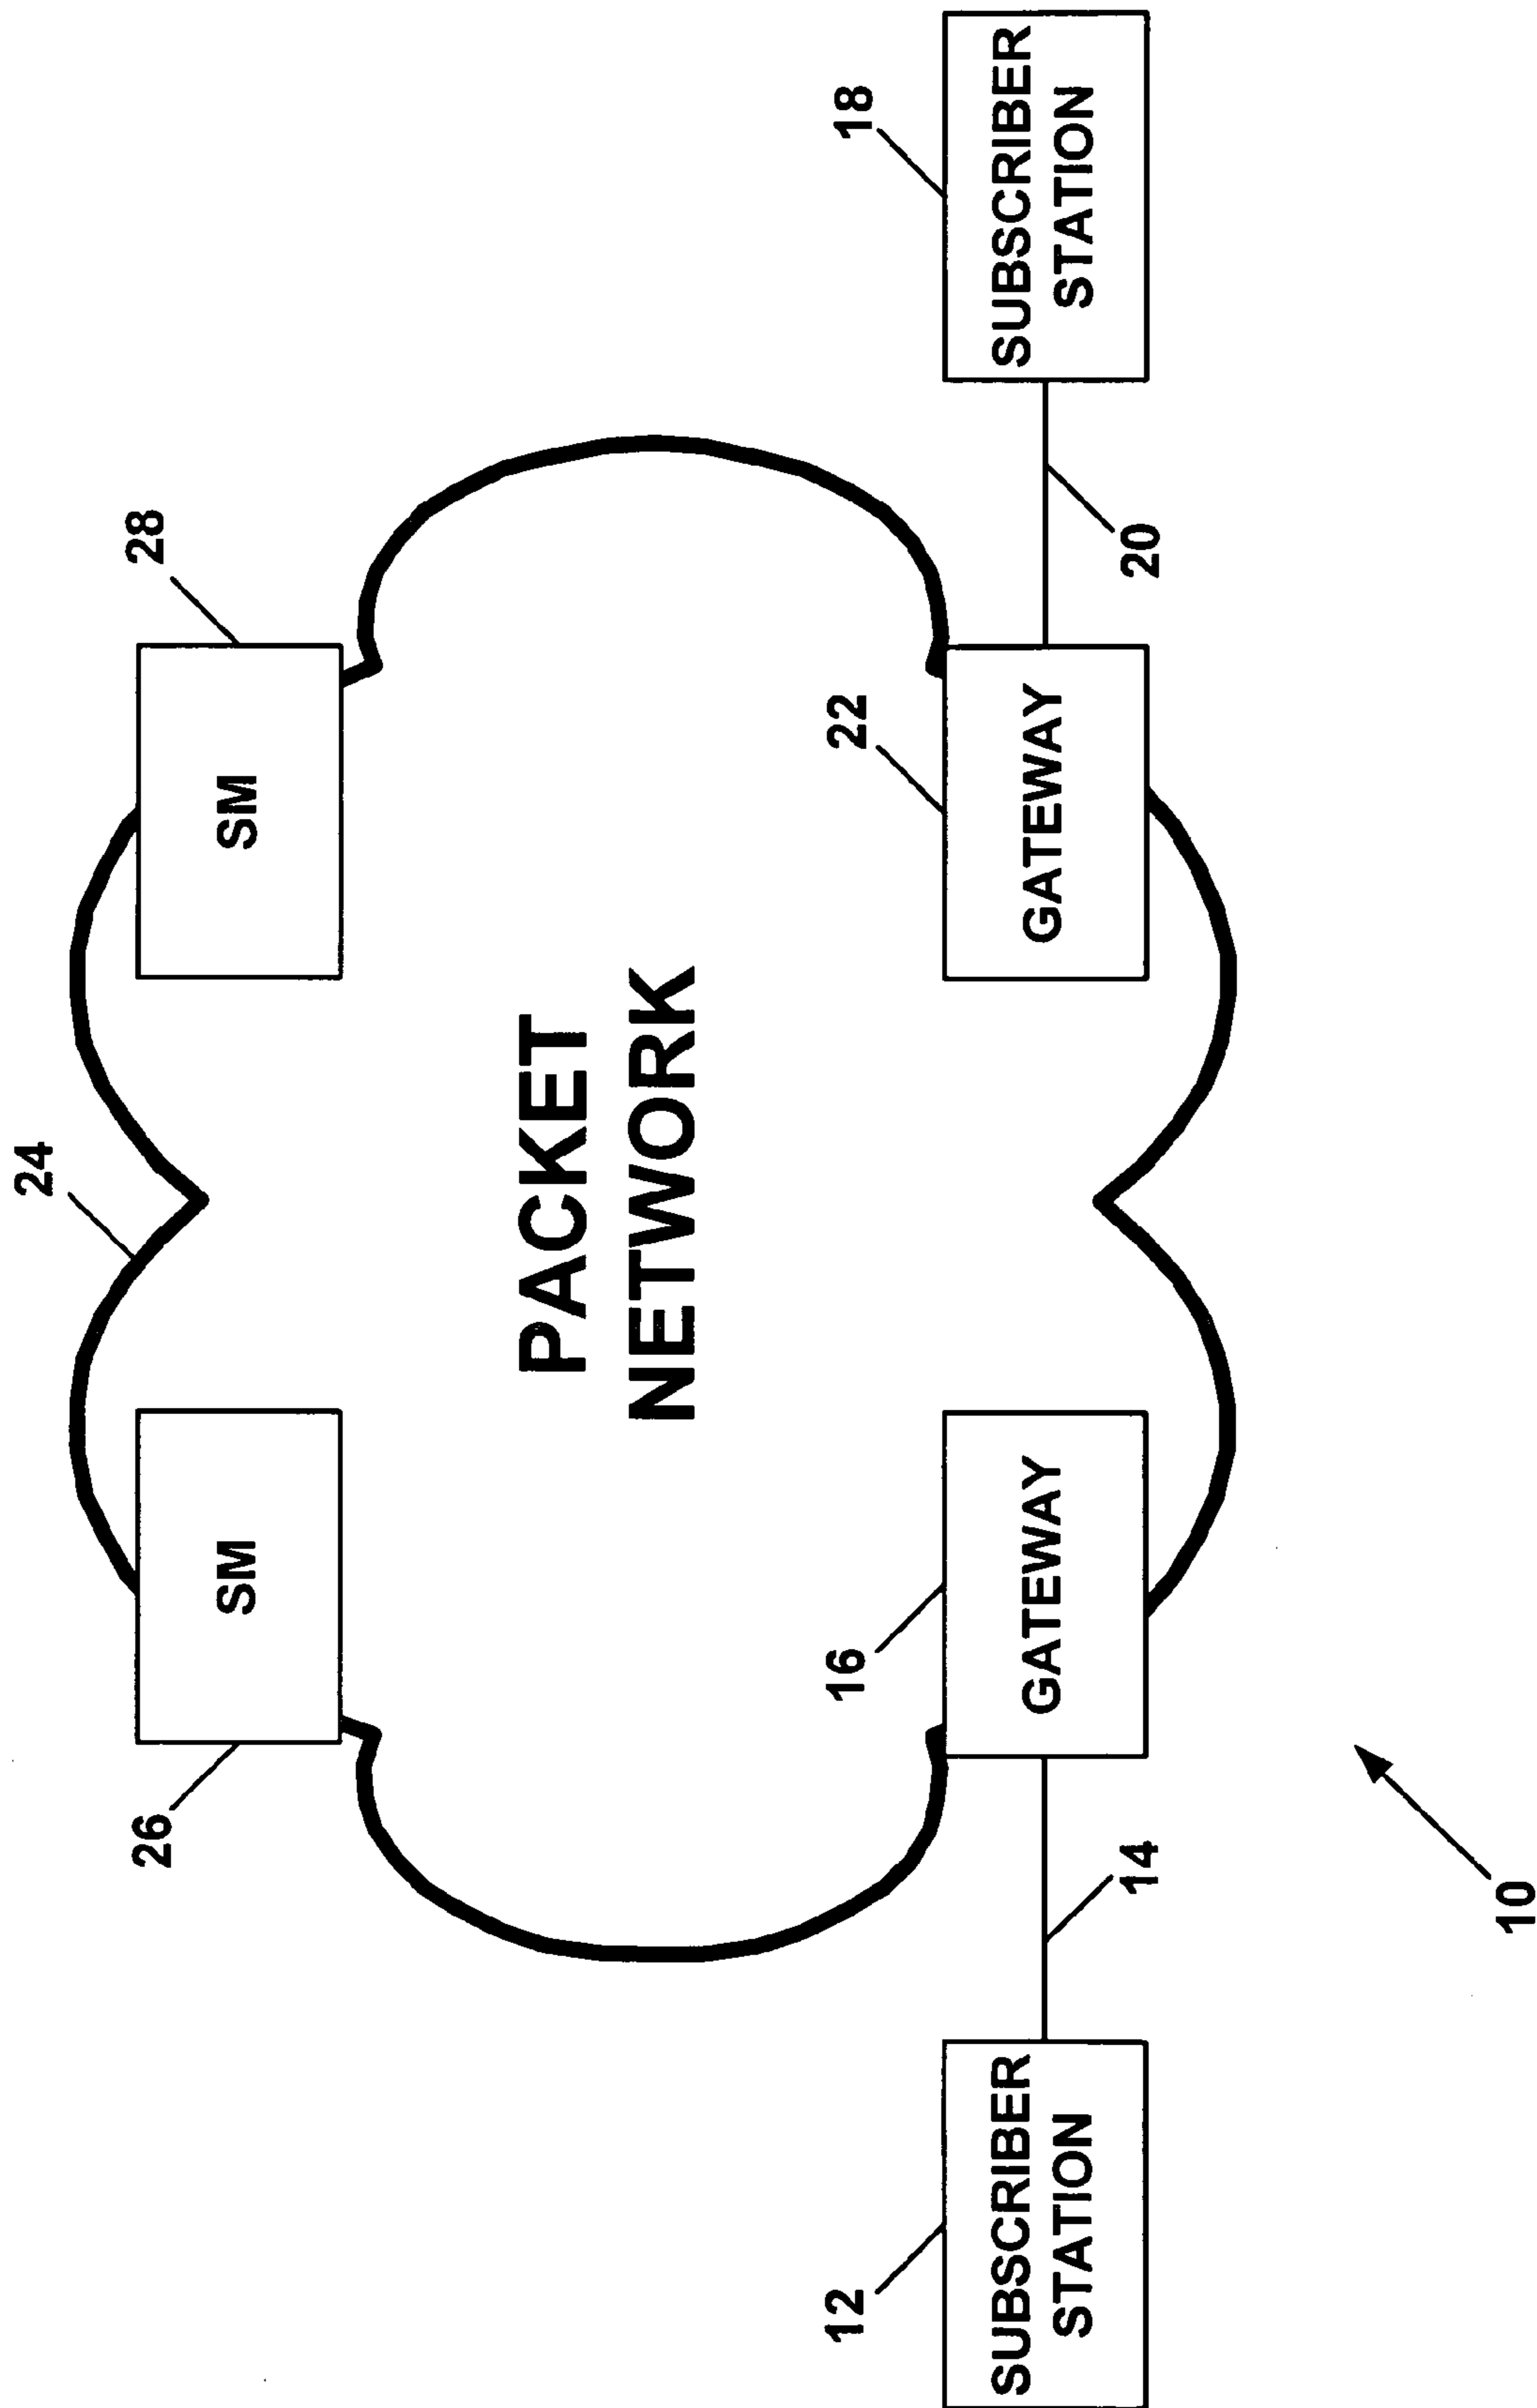 24
26
28
SM
SM
PACKET
NETWORK
12
16
22
18
SUBSCRIBER
STATION
GATEWAY
GATEWAY
SUBSCRIBER
STATION
14
20
10